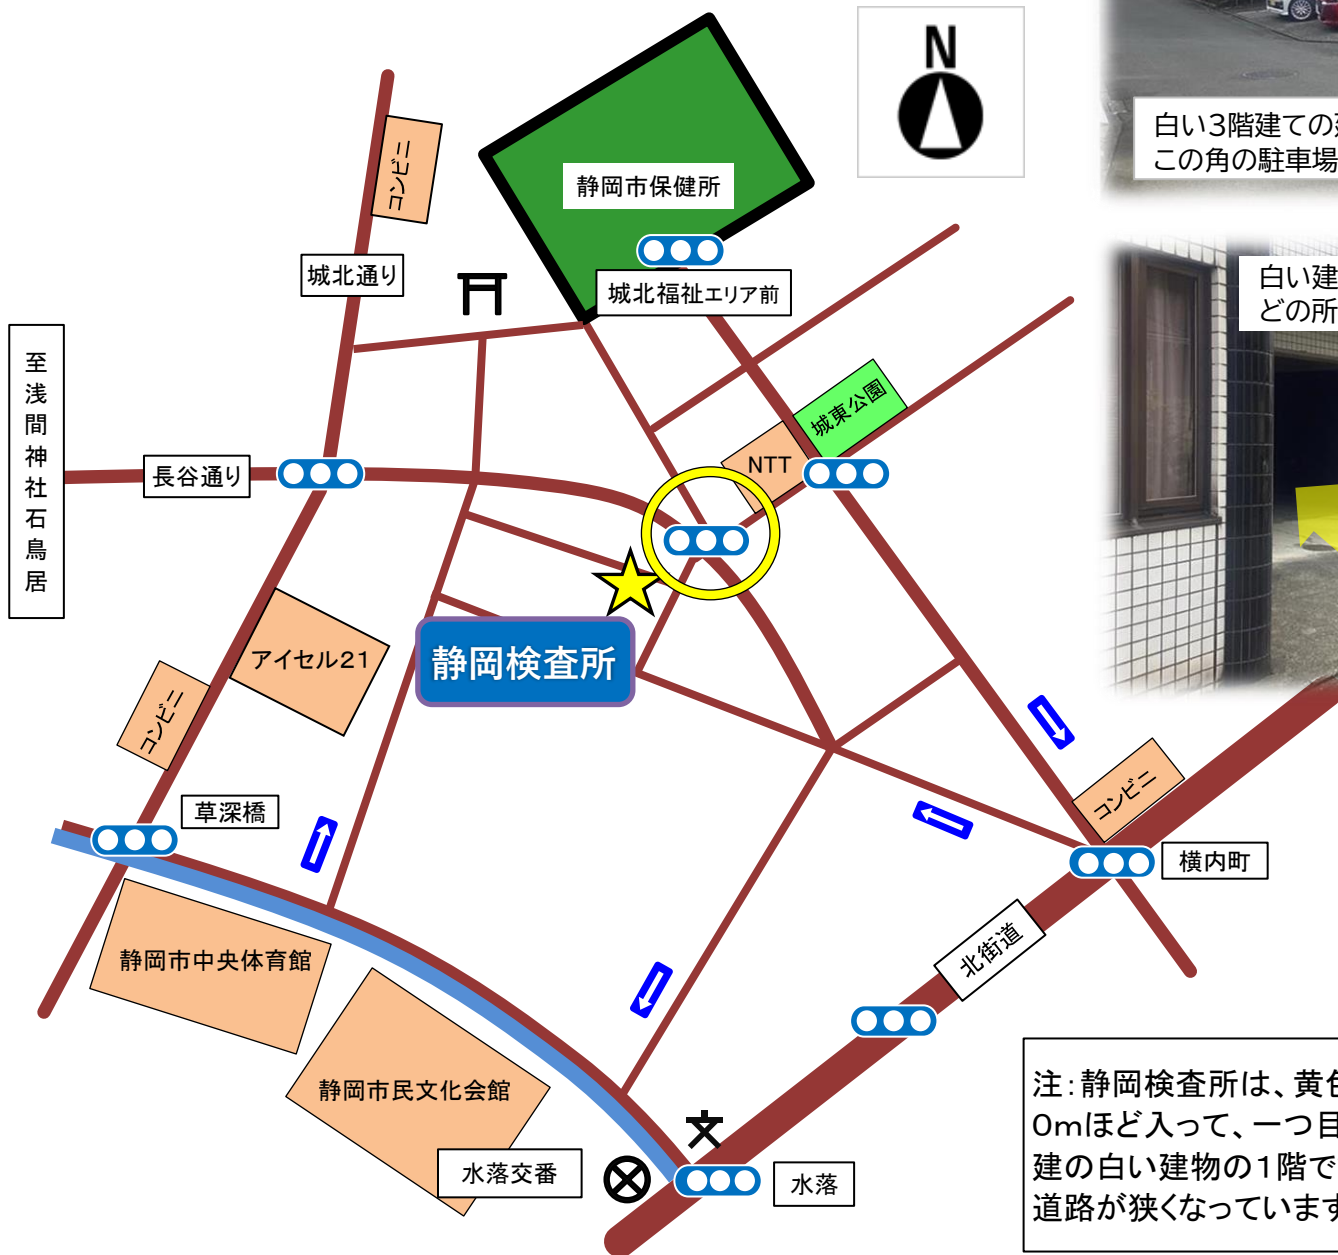 N
白い3階建ての
この角の駐車場
静岡市保健所
コンビニ
城北通り
城北福祉エリア前
白い建
どの所
至浅間神社石鳥居
長谷通り
城東公園
NTT
静岡検査所
アイセル21
コンビニ
草深橋
コンビニ
横内町
静岡市中央体育館
北街道
静岡市民文化会館
水落交番
水落
注:静岡検査所は、黄色
0mほど入って、一つ目
建の白い建物の1階で
道路が狭くなっています